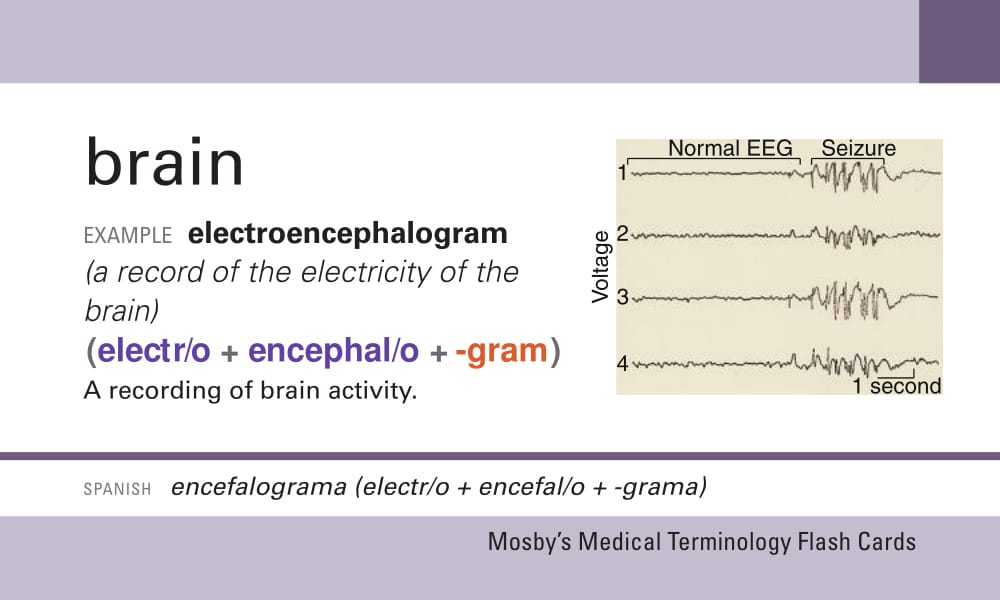 brain
EXAMPLE electroencephalogram
(a record of the electricity of the
brain)
(electr/o + encephal/o + -gram)
A recording of brain activity.
Normal EEG Seizure
Voltage
1
2
3
4
1 second
SPANISH encefalograma (electr/o + encefal/o + -grama)
Mosby's Medical Terminology Flash Cards